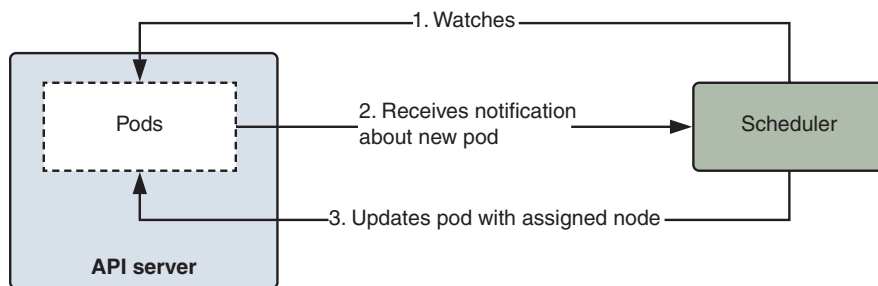 1. Watches
Pods
2. Receives notification
about new pod
Scheduler
3. Updates pod with assigned node
API server